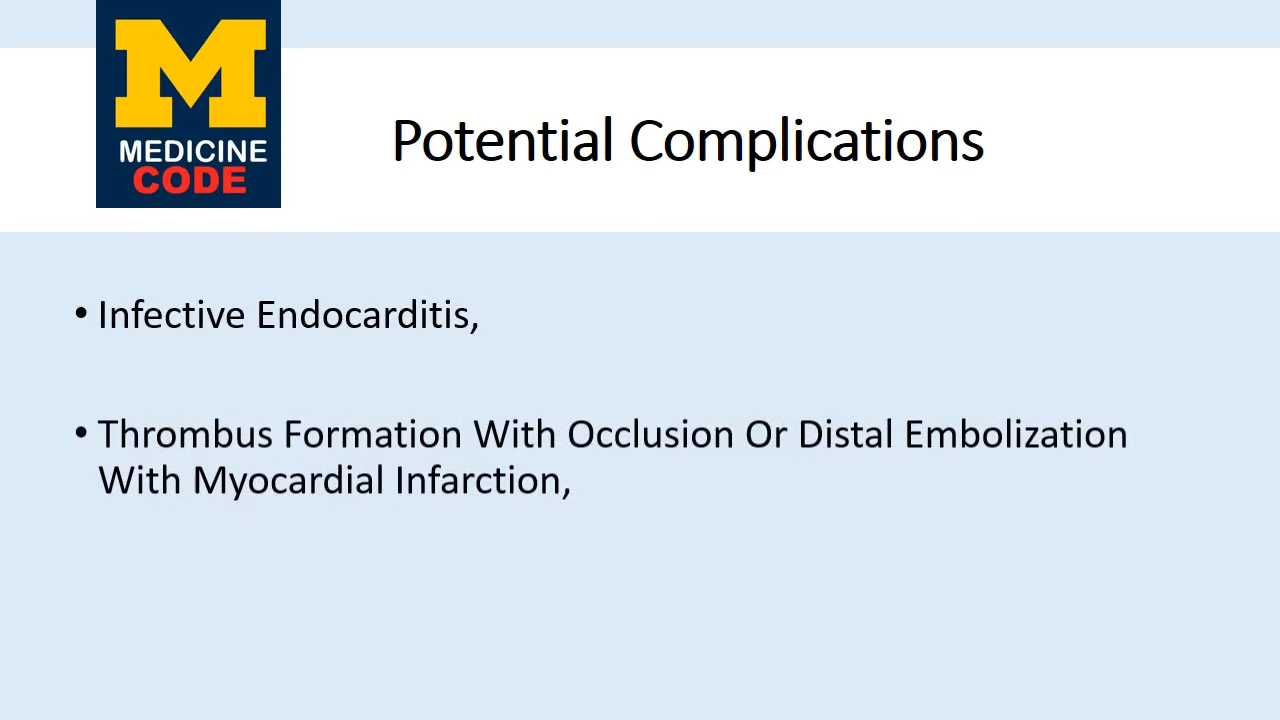 M
MEDICINE
CODE
Potential Complications
• Infective Endocarditis,
• Thrombus Formation With Occlusion Or Distal Embolization
With Myocardial Infarction,